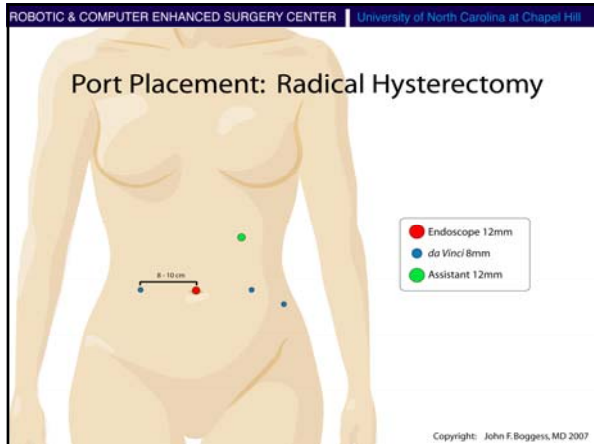 ROBOTIC & COMPUTER ENHANCED SURGERY CENTER | University of North Carolina at Chapel Hill
Port Placement: Radical Hysterectomy
8 - 10 cm
Endoscope 12mm
da Vinci 8mm
Assistant 12mm
Copyright: John F. Boggess, MD 2007